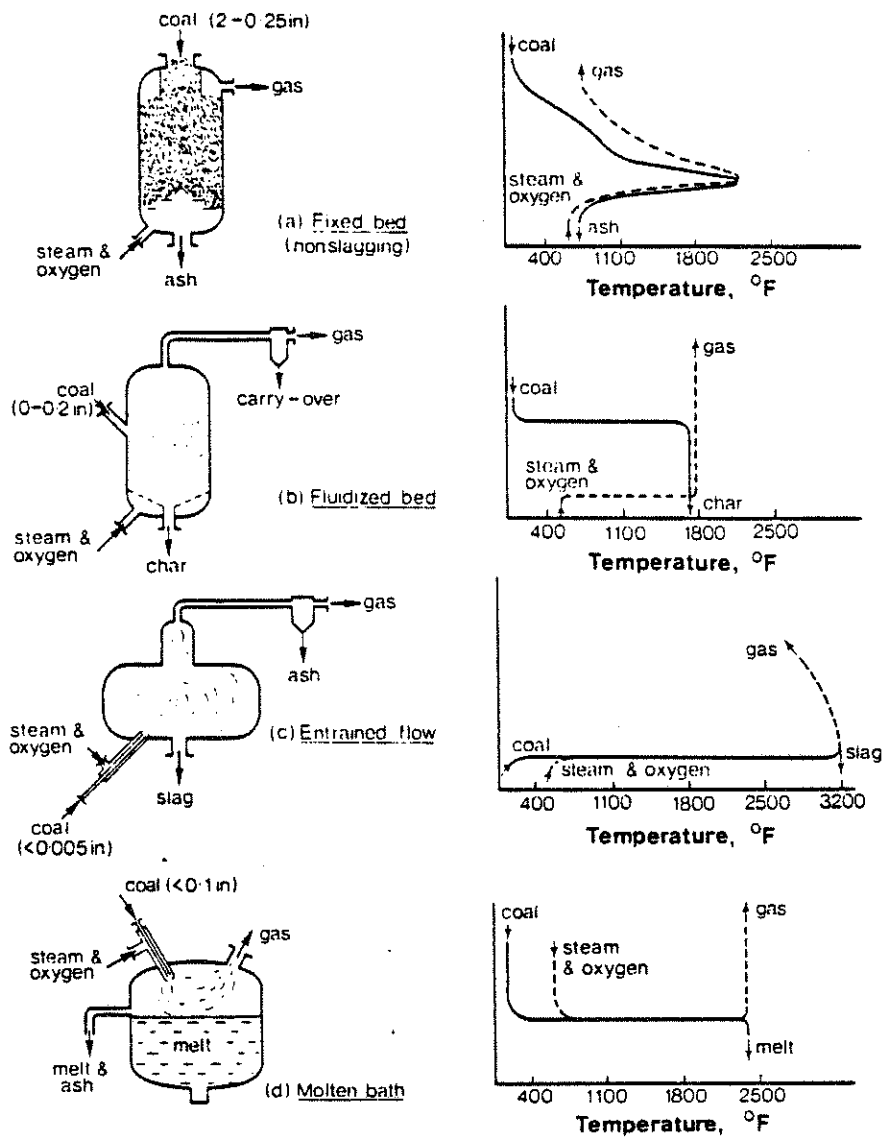 coal (2-0·25in)
gas
steam &
oxygen
ash
(a) Fixed bed
(nonslagging)
coal
gas
steam &
oxygen
ash
400 1100 1800 2500
Temperature, °F
gas
coal
(0-0·2in)
carry-over
(b) Fluidized bed
steam &
oxygen
char
gas
coal
steam &
oxygen
char
400 1100 1800 2500
Temperature, °F
gas
ash
steam &
oxygen
(c) Entrained flow
slag
coal
(<0·005in)
gas
coal
steam & oxygen
slag
400 1100 1800 2500 3200
Temperature, °F
coal (<0·1in)
gas
steam &
oxygen
melt
melt &
ash
(d) Molten bath
coal
steam
& oxygen
gas
melt
400 1100 1800 2500
Temperature, °F